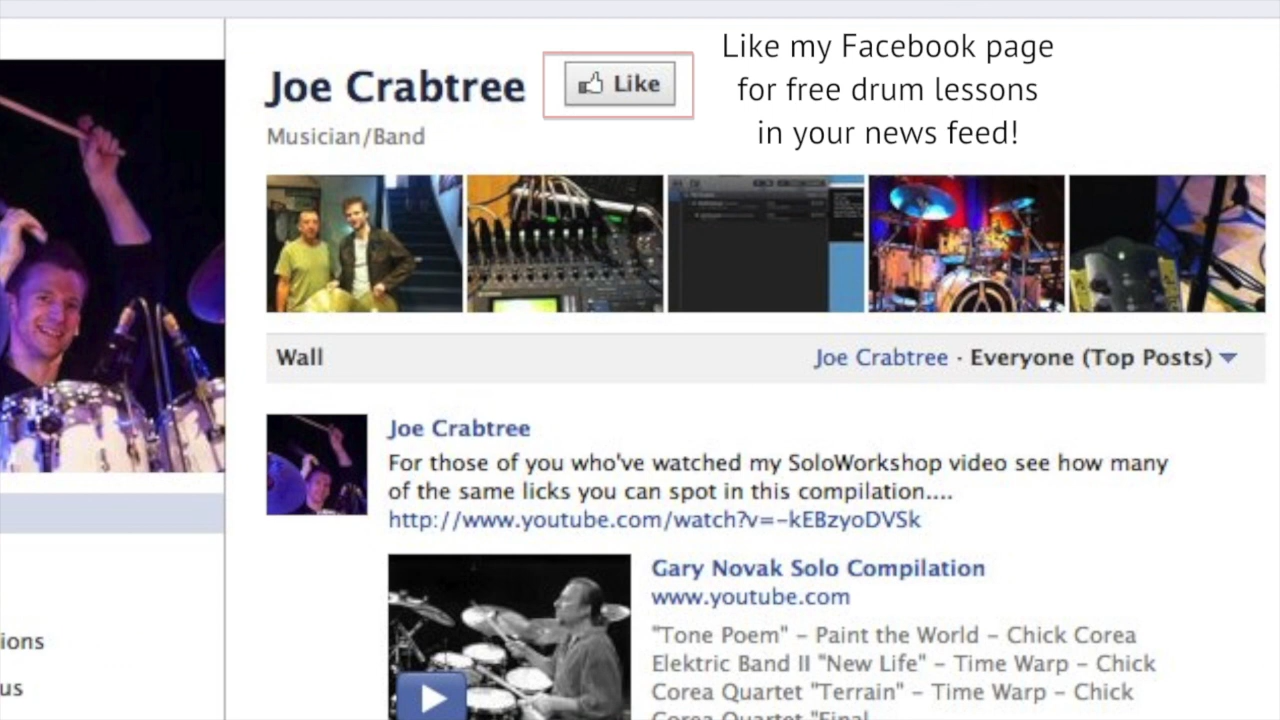 Joe Crabtree
Like
Like my Facebook page
for free drum lessons
in your news feed!
Musician/Band
Wall
Joe Crabtree · Everyone (Top Posts)
Joe Crabtree
For those of you who've watched my SoloWorkshop video see how many
of the same licks you can spot in this compilation....
http://www.youtube.com/watch?v=-kEBzyoDVSk
Gary Novak Solo Compilation
www.youtube.com
"Tone Poem" - Paint the World - Chick Corea
Elektric Band II "New Life" - Time Warp - Chick
Corea Quartet "Terrain" - Time Warp - Chick
Corea Quartet "Final
ions
us